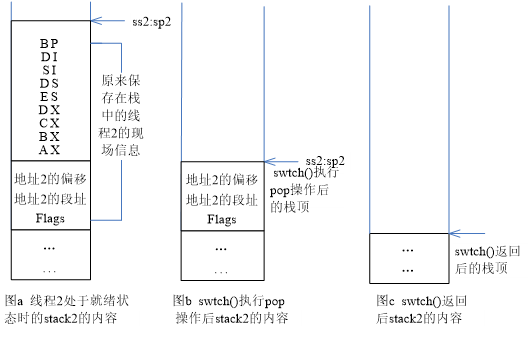 ss2:sp2
BP
DI
SI
DS
ES
DX
CX
BX
AX
地址2的偏移
地址2的段址
Flags
...
...
原来保
存在栈
中的线
程2的现
场信息
图a 线程2处于就绪状
态时的stack2的内容
ss2:sp2
地址2的偏移
地址2的段址
Flags
...
...
swtch()执行
pop操作后
的栈顶
图b swtch()执行pop
操作后stack2的内容
...
...
swtch()返回
后的栈顶
图c swtch()返回
后stack2的内容